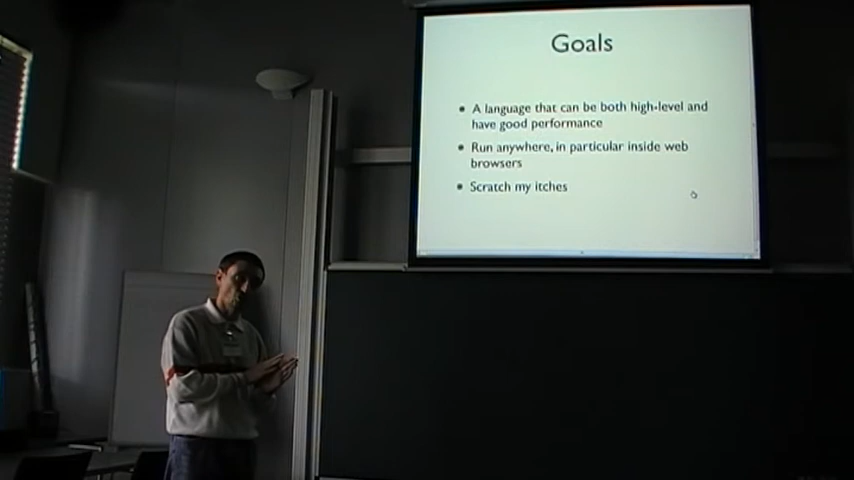 Goals
• A language that can be both high-level and
have good performance
• Run anywhere, in particular inside web
browsers
• Scratch my itches